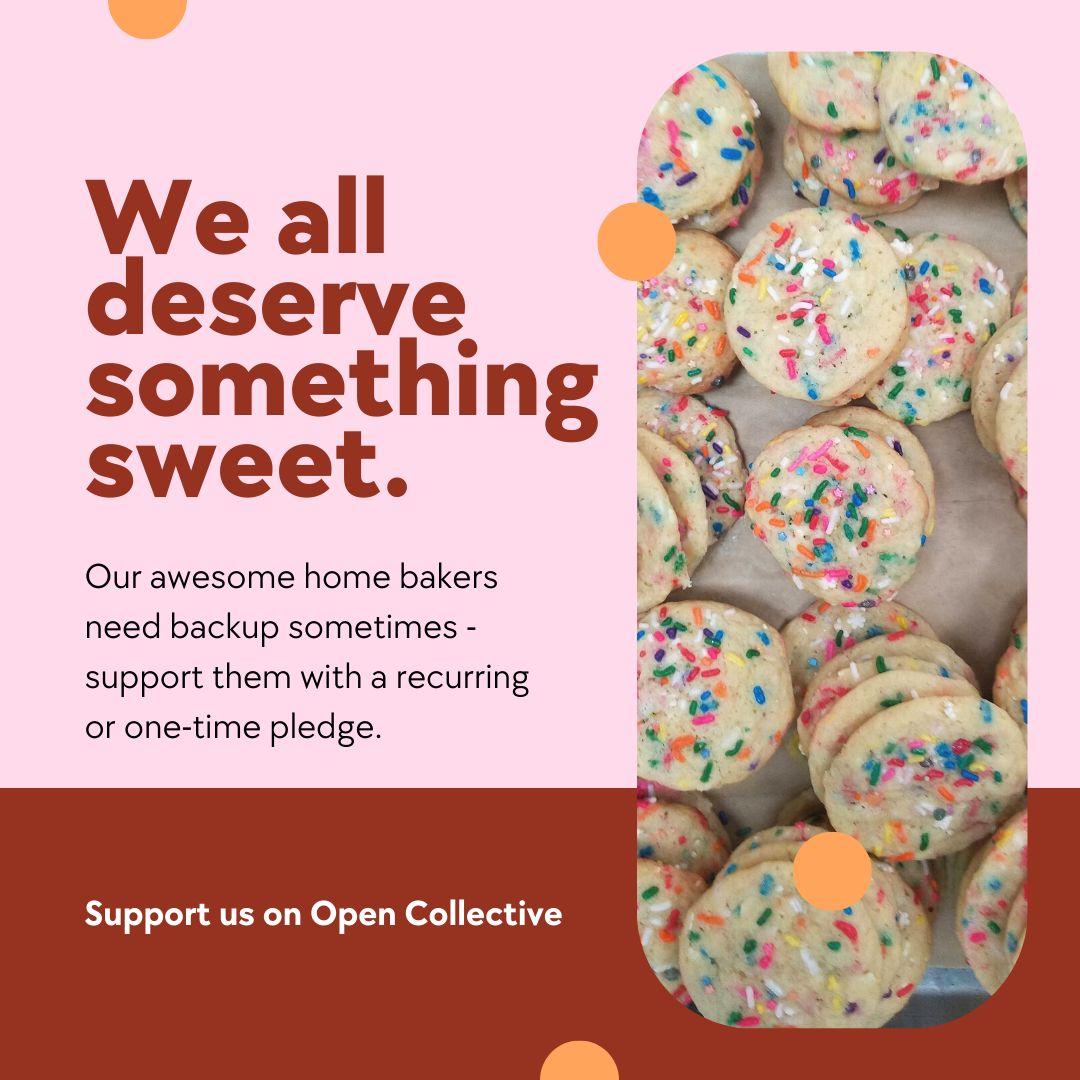 We all
deserve
something
sweet.
Our awesome home bakers
need backup sometimes -
support them with a recurring
or one-time pledge.
Support us on Open Collective